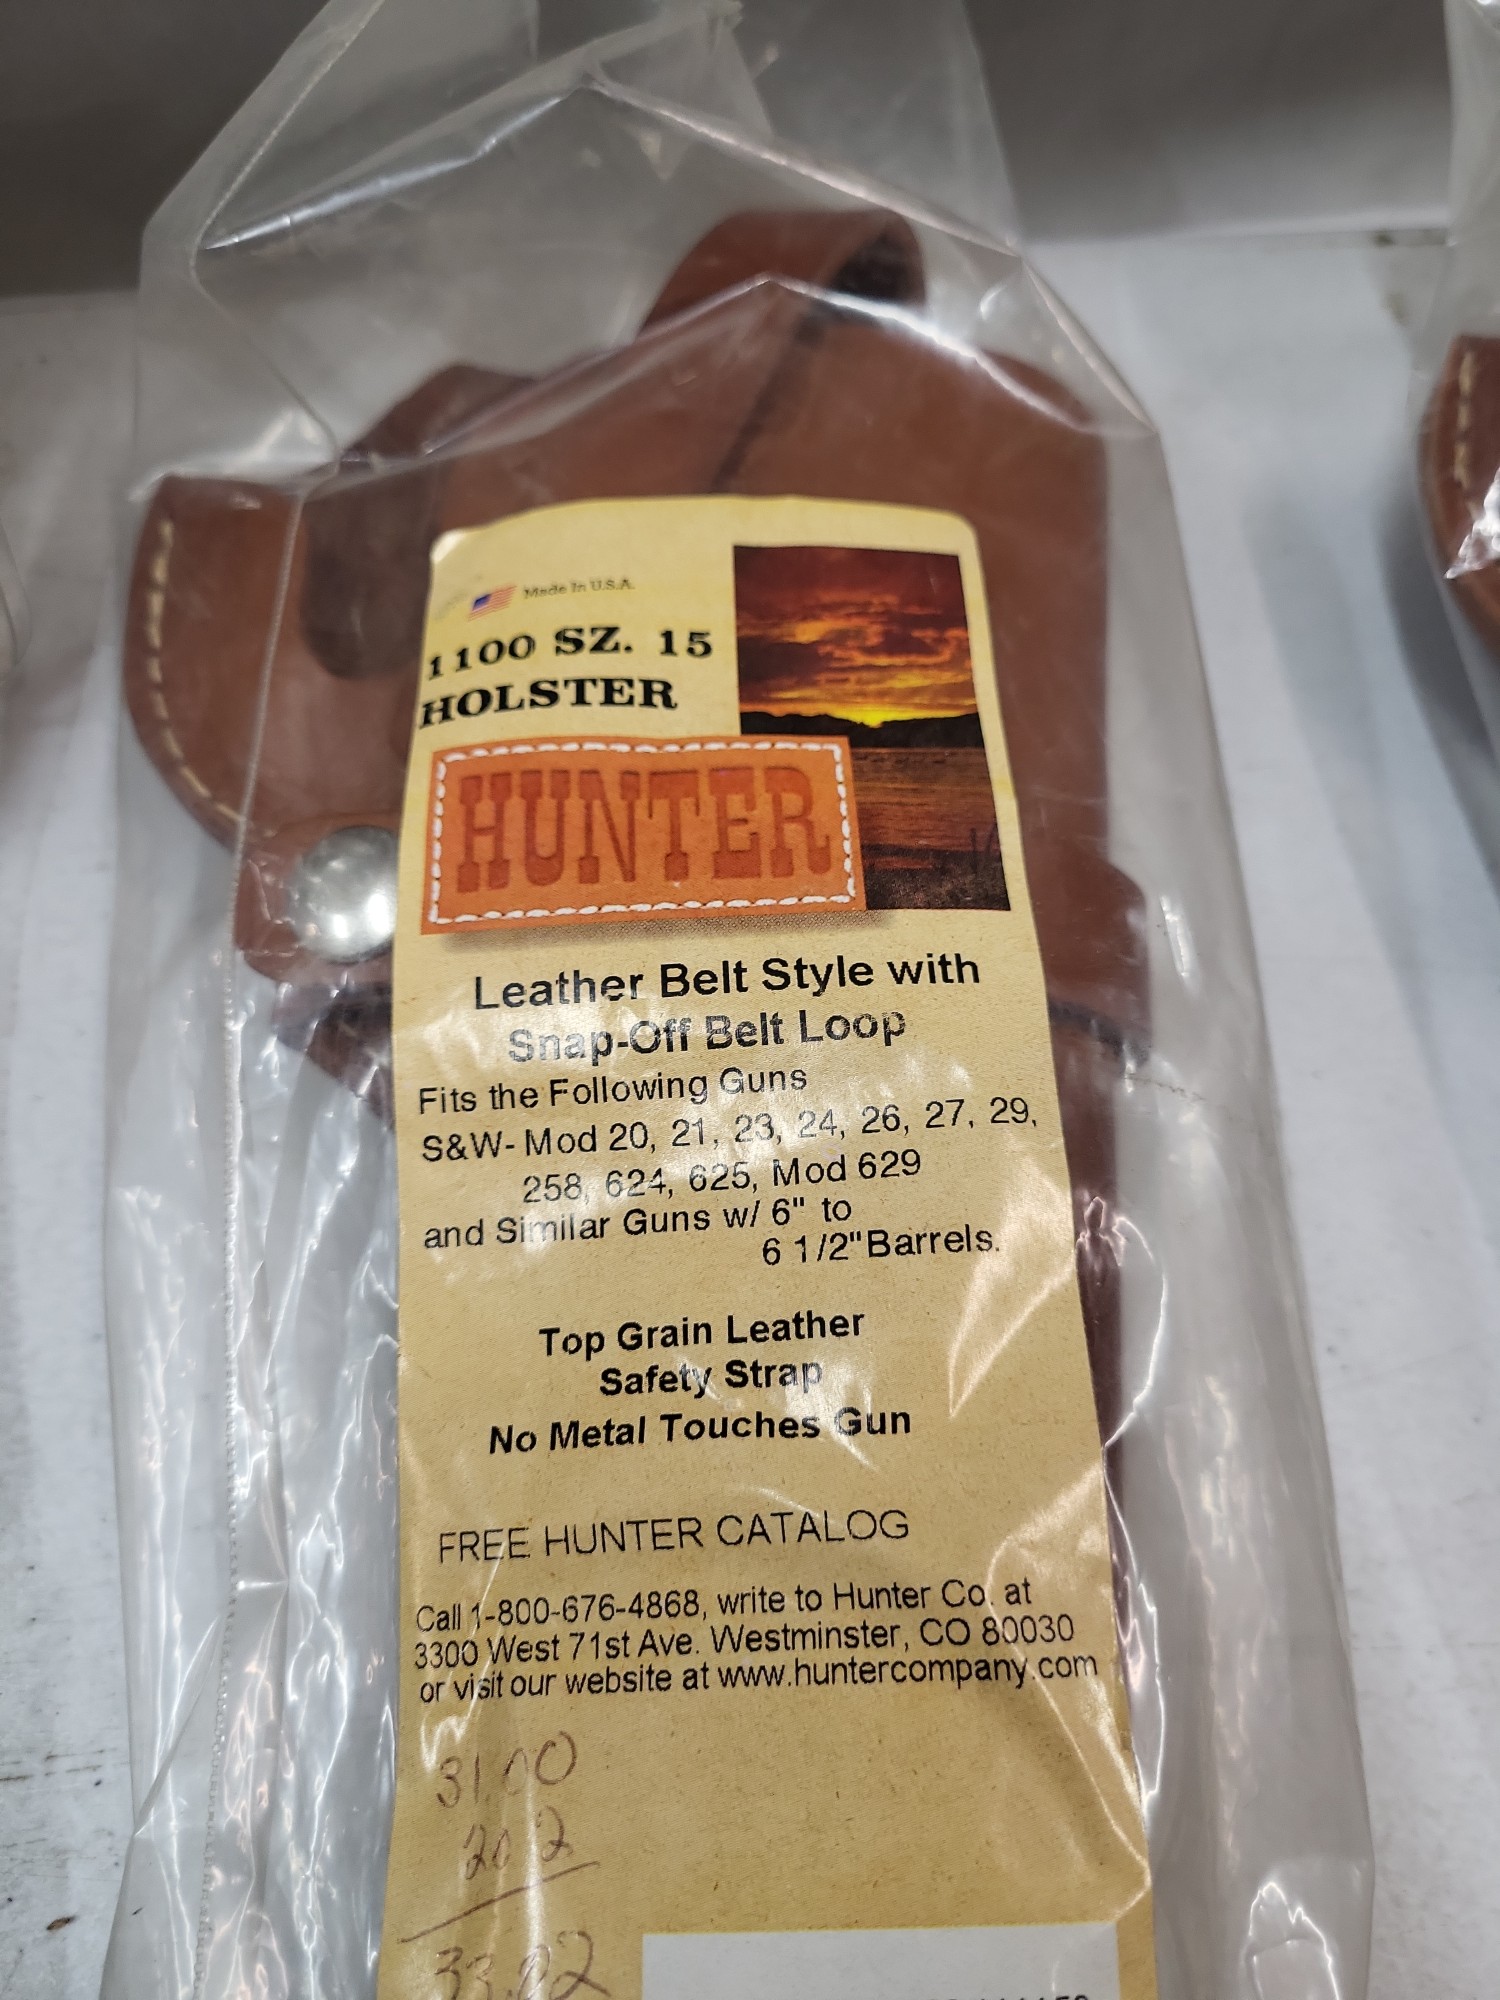 Made In U.S.A.
1100 SZ. 15
HOLSTER
HUNTER
Leather Belt Style with
Snap-Off Belt Loop
Fits the Following Guns
S&W- Mod 20, 21, 23, 24, 26, 27, 29,
258, 624, 625, Mod 629
and Similar Guns w/ 6" to
6 1/2" Barrels.
Top Grain Leather
Safety Strap
No Metal Touches Gun
FREE HUNTER CATALOG
Call 1-800-676-4868, write to Hunter Co. at
3300 West 71st Ave. Westminster, CO 80030
or visit our website at www.huntercompany.com
31.00
2.02
33.02